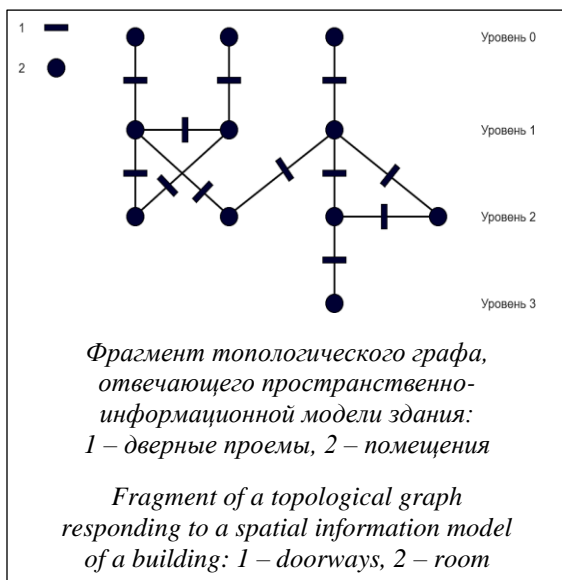 1
2
Уровень 0
Уровень 1
Уровень 2
Уровень 3
Фрагмент топологического графа,
отвечающего пространственно-
информационной модели здания:
1 – дверные проемы, 2 – помещения
Fragment of a topological graph
responding to a spatial information model
of a building: 1 – doorways, 2 – room